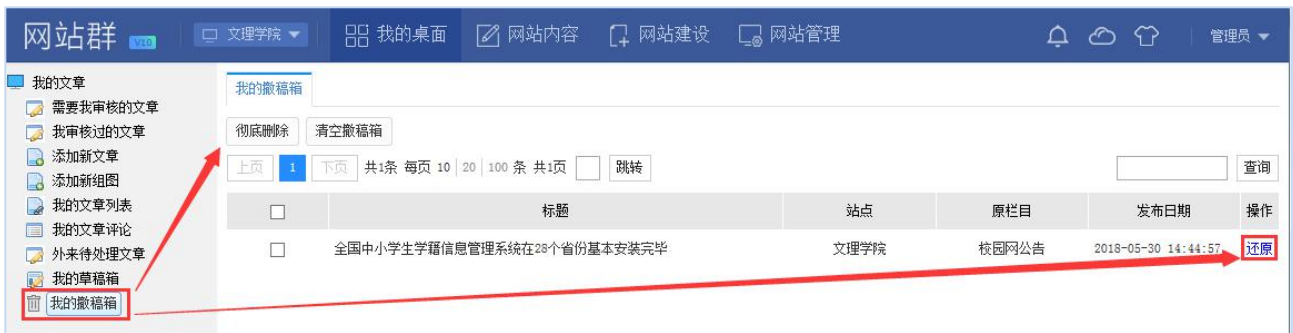 网站群 V10 文理学院 我的桌面 网站内容 网站建设 网站管理 管理员
我的文章
需要我审核的文章
我审核过的文章
添加新文章
添加新组图
我的文章列表
我的文章评论
外来待处理文章
我的草稿箱
我的撤稿箱
我的撤稿箱
彻底删除 清空撤稿箱
上页 1 下页 共1条 每页 10 20 100 条 共1页 跳转 查询
标题 站点 原栏目 发布日期 操作
全国中小学生学籍信息管理系统在28个省份基本安装完毕 文理学院 校园网公告 2018-05-30 14:44:57 还原